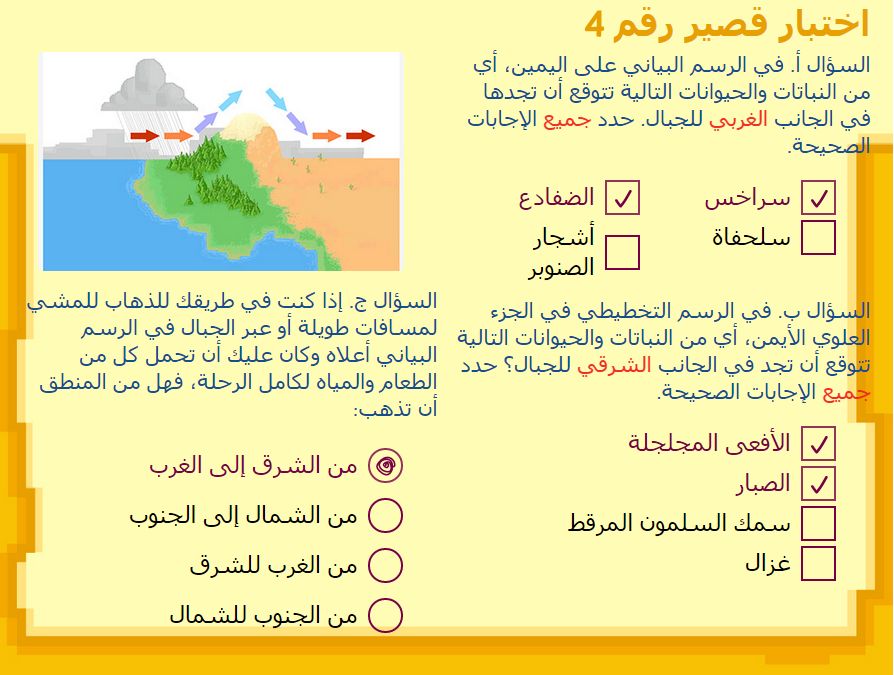 اختبار قصير رقم 4
السؤال أ. في الرسم البياني على اليمين، أي
من النباتات والحيوانات التالية تتوقع أن تجدها
في الجانب الغربي للجبال. حدد جميع الإجابات
الصحيحة.
سراخس
الضفادع
سلحفاة
أشجار
الصنوبر
السؤال ب. في الرسم التخطيطي في الجزء
العلوي الأيمن، أي من النباتات والحيوانات التالية
تتوقع أن تجد في الجانب الشرقي للجبال؟ حدد
جميع الإجابات الصحيحة.
الأفعى المجلجلة
الصبار
سمك السلمون المرقط
غزال
السؤال ج. إذا كنت في طريقك للذهاب للمشي
لمسافات طويلة أو عبر الجبال في الرسم
البياني أعلاه وكان عليك أن تحمل كل من
الطعام والمياه لكامل الرحلة، فهل من المنطق
أن تذهب:
من الشرق إلى الغرب
من الشمال إلى الجنوب
من الغرب للشرق
من الجنوب للشمال